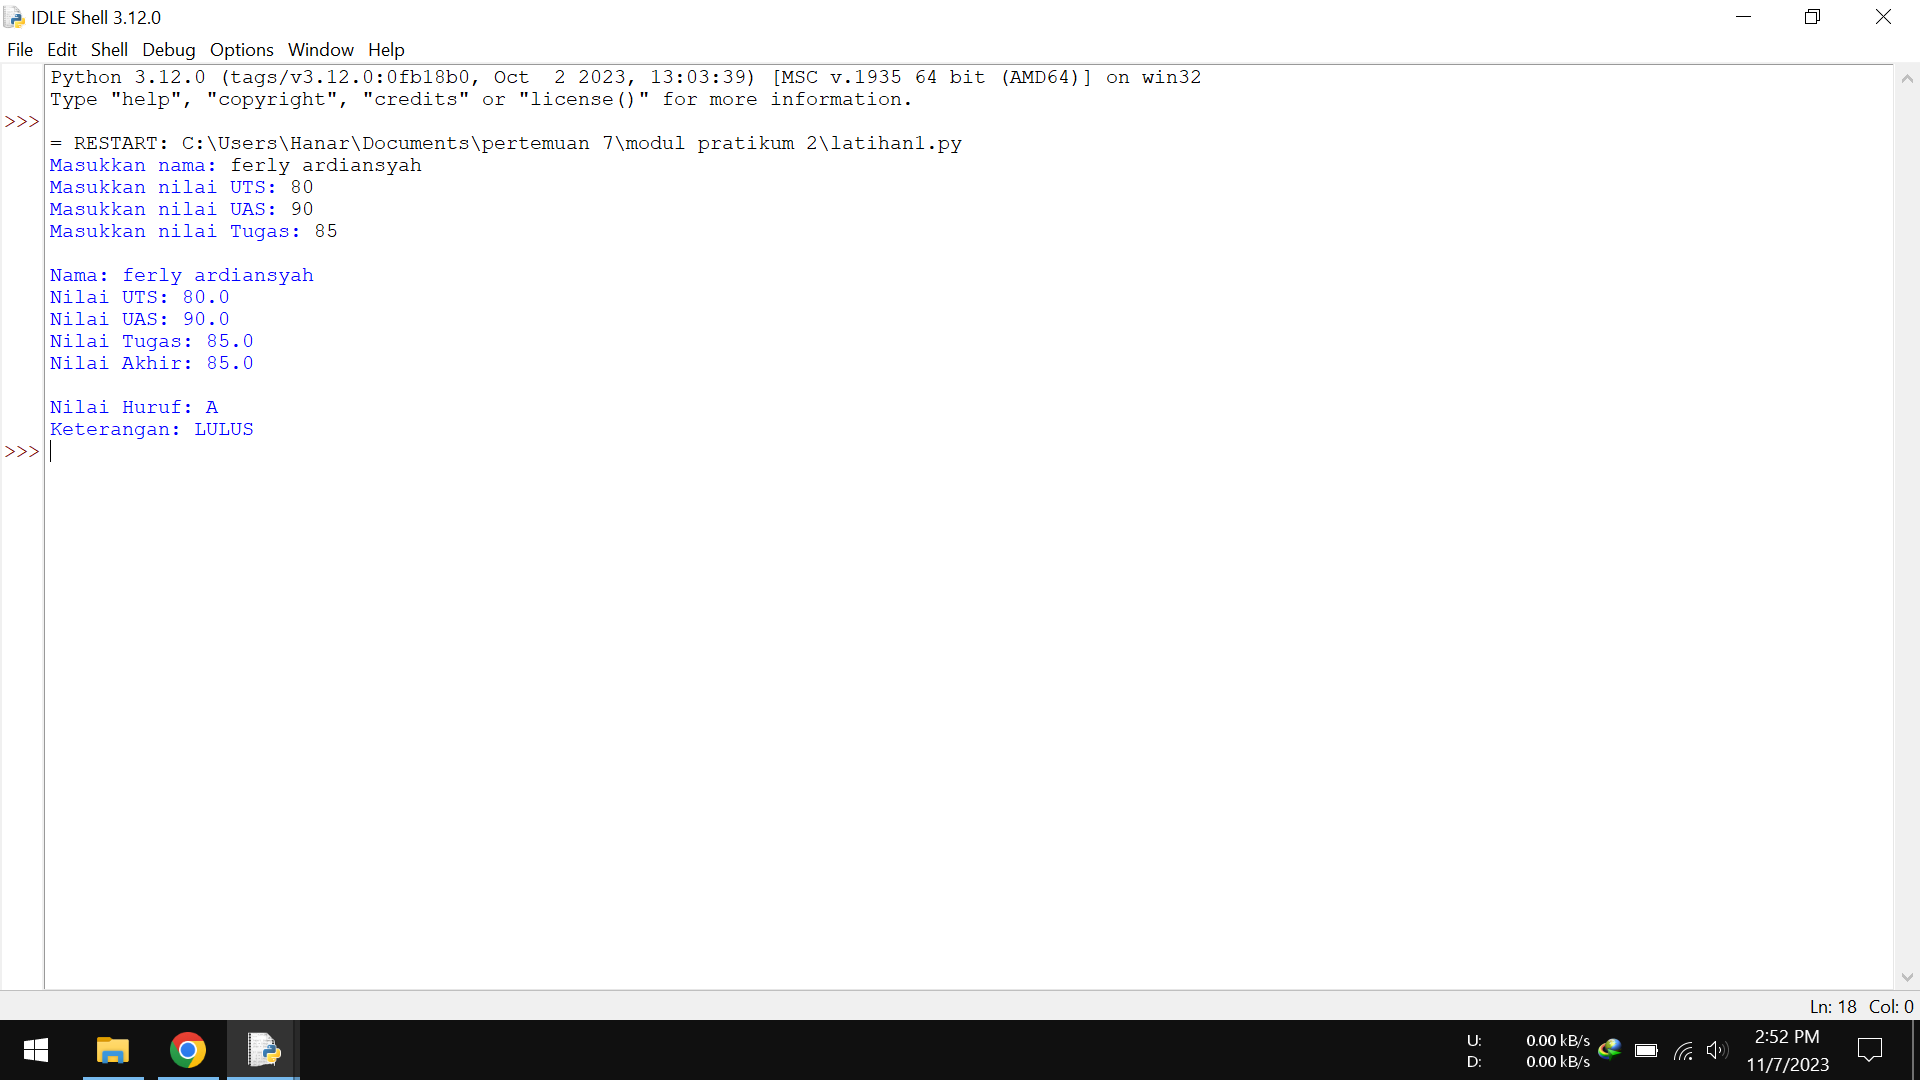 IDLE Shell 3.12.0
File Edit Shell Debug Options Window Help
Python 3.12.0 (tags/v3.12.0:0fb18b0, Oct  2 2023, 13:03:39) [MSC v.1935 64 bit (AMD64)] on win32
Type "help", "copyright", "credits" or "license()" for more information.
>>>
= RESTART: C:\Users\Hanar\Documents\pertemuan 7\modul pratikum 2\latihan1.py
Masukkan nama: ferly ardiansyah
Masukkan nilai UTS: 80
Masukkan nilai UAS: 90
Masukkan nilai Tugas: 85
Nama: ferly ardiansyah
Nilai UTS: 80.0
Nilai UAS: 90.0
Nilai Tugas: 85.0
Nilai Akhir: 85.0
Nilai Huruf: A
Keterangan: LULUS
>>>
Ln: 18 Col: 0
U: 0.00 kB/s
D: 0.00 kB/s
2:52 PM
11/7/2023